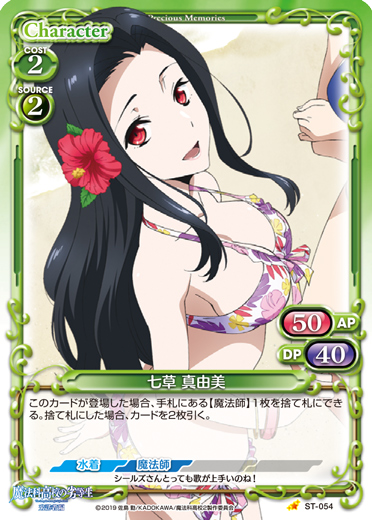 Precious Memories
Character
COST
2
SOURCE
2
50 AP
DP 40
七草 真由美
このカードが登場した場合、手札にある【魔法師】1枚を捨て札にでき
る。捨て札にした場合、カードを2枚引く。
水着 魔法師
シールズさんとっても歌が上手いのね！
魔法科高校の劣等生
©2019 佐島 勤/KADOKAWA/魔法科高校2製作委員会
ST-054